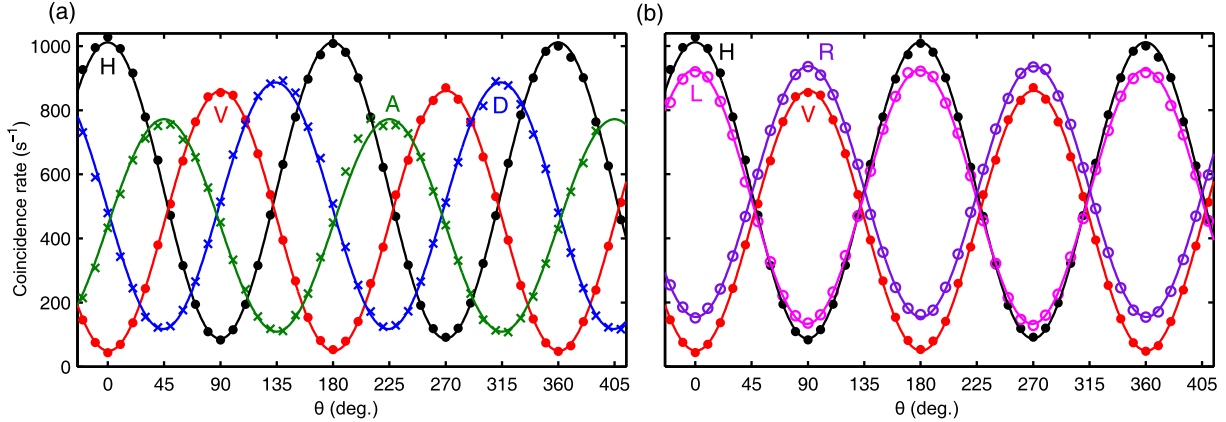 (a)
Coincidence rate (s⁻¹)
1000
800
600
400
200
0
H
V
A
D
0 45 90 135 180 225 270 315 360 405
θ (deg.)
(b)
H
R
L
V
0 45 90 135 180 225 270 315 360 405
θ (deg.)